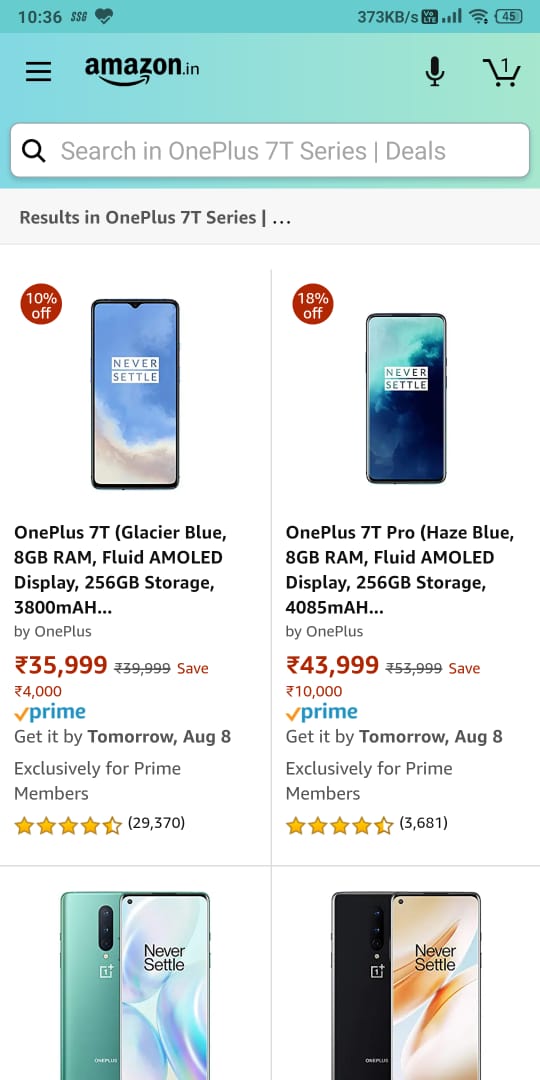 10:36 SSG 373KB/s Vo LTE 45
amazon.in
1
Search in OnePlus 7T Series | Deals
Results in OnePlus 7T Series | ...
10%
off
NEVER
SETTLE
OnePlus 7T (Glacier Blue,
8GB RAM, Fluid AMOLED
Display, 256GB Storage,
3800mAH...
by OnePlus
₹35,999 ₹39,999 Save
₹4,000
prime
Get it by Tomorrow, Aug 8
Exclusively for Prime
Members
(29,370)
18%
off
NEVER
SETTLE
OnePlus 7T Pro (Haze Blue,
8GB RAM, Fluid AMOLED
Display, 256GB Storage,
4085mAH...
by OnePlus
₹43,999 ₹53,999 Save
₹10,000
prime
Get it by Tomorrow, Aug 8
Exclusively for Prime
Members
(3,681)
Never
Settle
1+
ONEPLUS
Never
Settle
1+
ONEPLUS